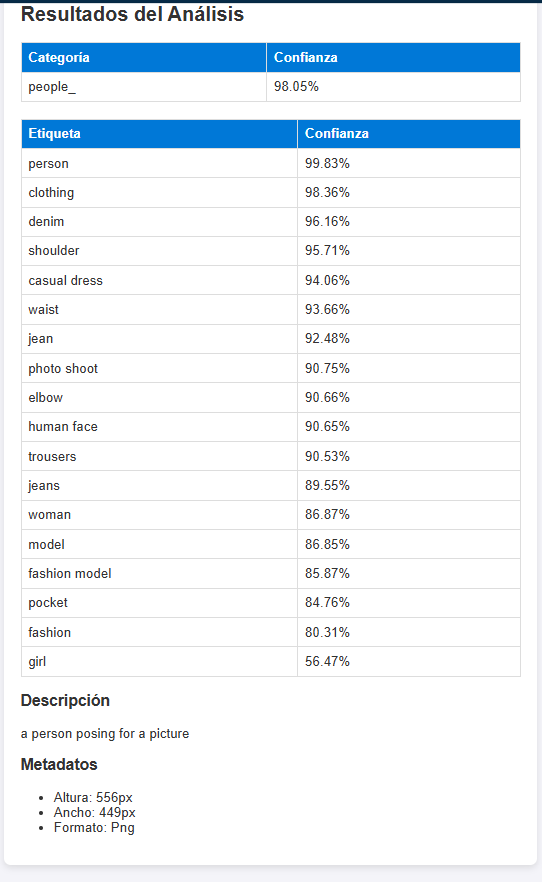 Resultados del Análisis
Categoría Confianza
people_ 98.05%
Etiqueta Confianza
person 99.83%
clothing 98.36%
denim 96.16%
shoulder 95.71%
casual dress 94.06%
waist 93.66%
jean 92.48%
photo shoot 90.75%
elbow 90.66%
human face 90.65%
trousers 90.53%
jeans 89.55%
woman 86.87%
model 86.85%
fashion model 85.87%
pocket 84.76%
fashion 80.31%
girl 56.47%
Descripción
a person posing for a picture
Metadatos
• Altura: 556px
• Ancho: 449px
• Formato: Png